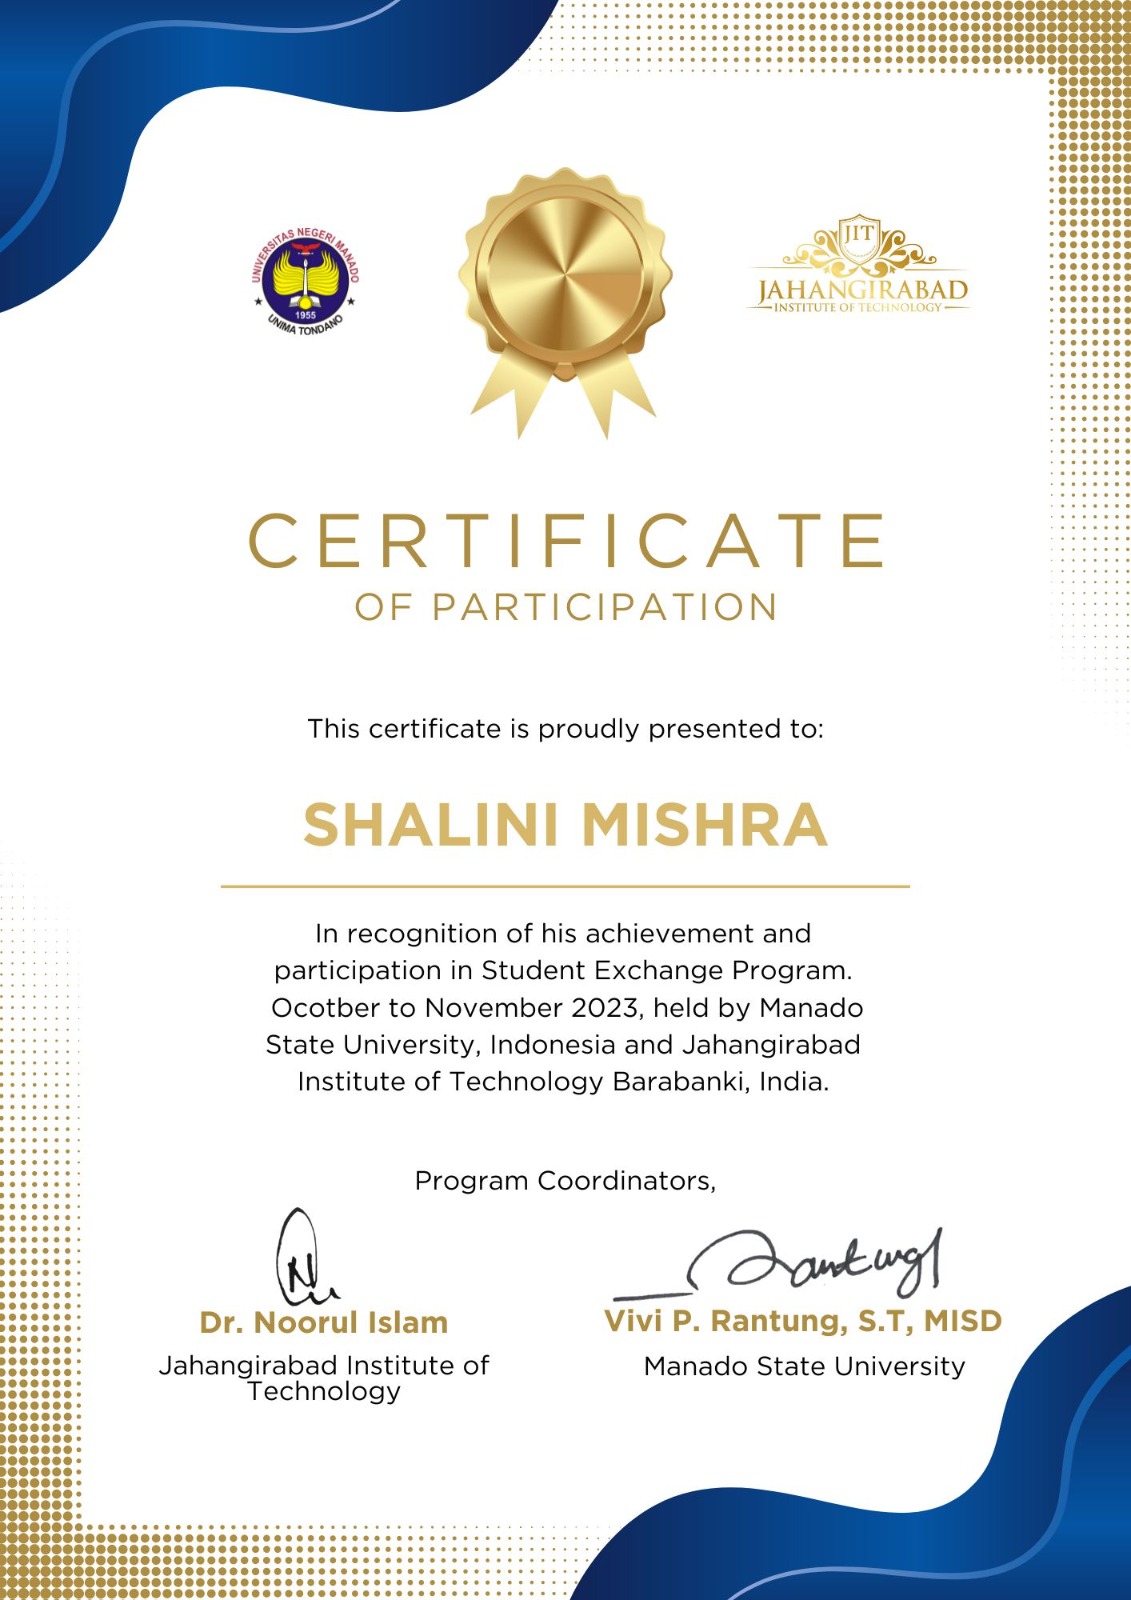 UNIVERSITAS NEGERI MANADO
1955
UNIMA TONDANO
JIT
JAHANGIRABAD
INSTITUTE OF TECHNOLOGY
CERTIFICATE
OF PARTICIPATION
This certificate is proudly presented to:
SHALINI MISHRA
In recognition of his achievement and
participation in Student Exchange Program.
Ocotber to November 2023, held by Manado
State University, Indonesia and Jahangirabad
Institute of Technology Barabanki, India.
Program Coordinators,
Rantung
Dr. Noorul Islam
Vivi P. Rantung, S.T, MISD
Jahangirabad Institute of
Technology
Manado State University